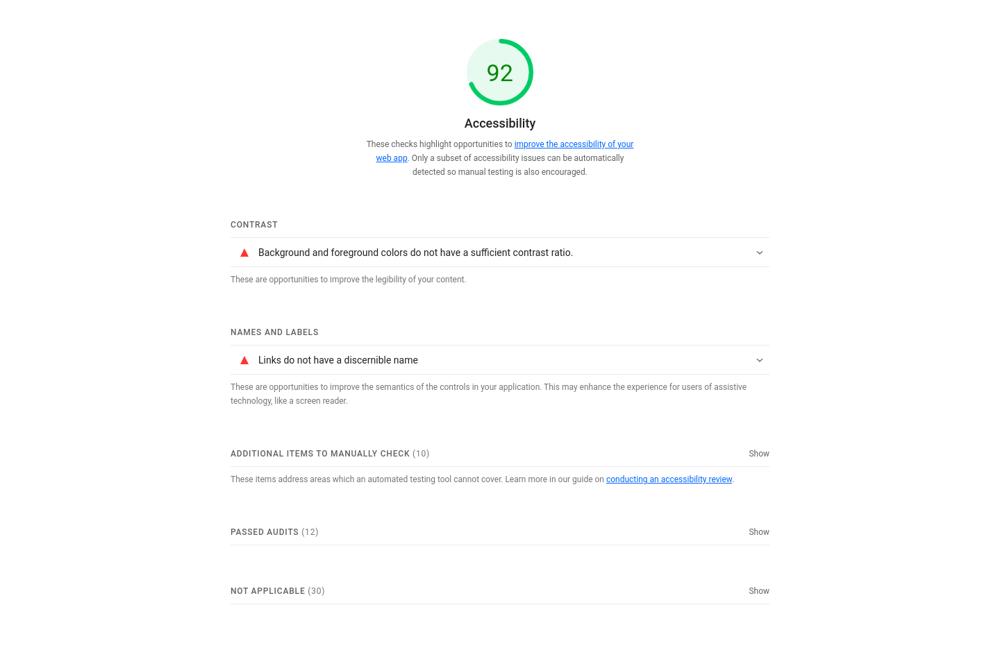 92
Accessibility
These checks highlight opportunities to improve the accessibility of your
web app. Only a subset of accessibility issues can be automatically
detected so manual testing is also encouraged.
CONTRAST
Background and foreground colors do not have a sufficient contrast ratio.
These are opportunities to improve the legibility of your content.
NAMES AND LABELS
Links do not have a discernible name
These are opportunities to improve the semantics of the controls in your application. This may enhance the experience for users of assistive
technology, like a screen reader.
ADDITIONAL ITEMS TO MANUALLY CHECK (10) Show
These items address areas which an automated testing tool cannot cover. Learn more in our guide on conducting an accessibility review.
PASSED AUDITS (12) Show
NOT APPLICABLE (30) Show